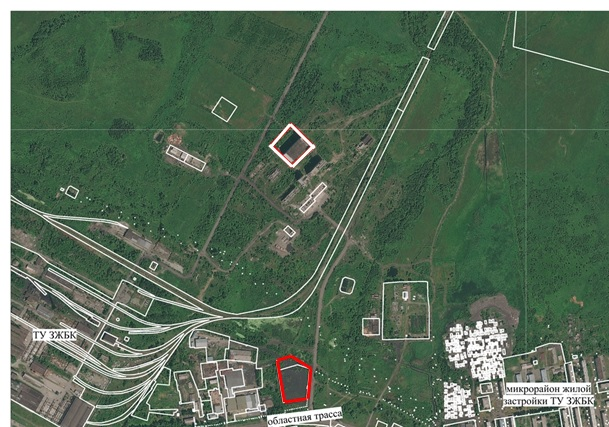 ТУ ЗЖБК
областная трасса
микрорайон жилой
застройки ТУ ЗЖБК